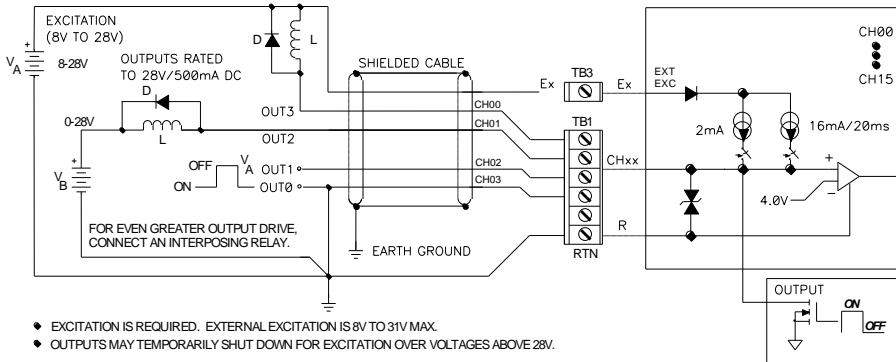 EXCITATION
(8V TO 28V)
+
VA
8-28V
OUTPUTS RATED
TO 28V/500mA DC
D
L
D
L
0-28V
+
VB
OUT3
OUT2
OFF
VA
OUT1
ON
OUT0
FOR EVEN GREATER OUTPUT DRIVE,
CONNECT AN INTERPOSING RELAY.
SHIELDED CABLE
CH00
CH01
CH02
CH03
EARTH GROUND
Ex
TB3
Ex
TB1
CHxx
R
RTN
EXT
EXC
2mA
16mA/20ms
+
4.0V
−
CH00
CH15
OUTPUT
ON
OFF
EXCITATION IS REQUIRED. EXTERNAL EXCITATION IS 8V TO 31V MAX.
OUTPUTS MAY TEMPORARILY SHUT DOWN FOR EXCITATION OVER VOLTAGES ABOVE 28V.